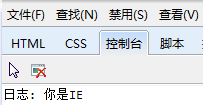 文件(F) 查找(N) 禁用(S) 查看(V)
HTML CSS 控制台 脚本
日志: 你是IE